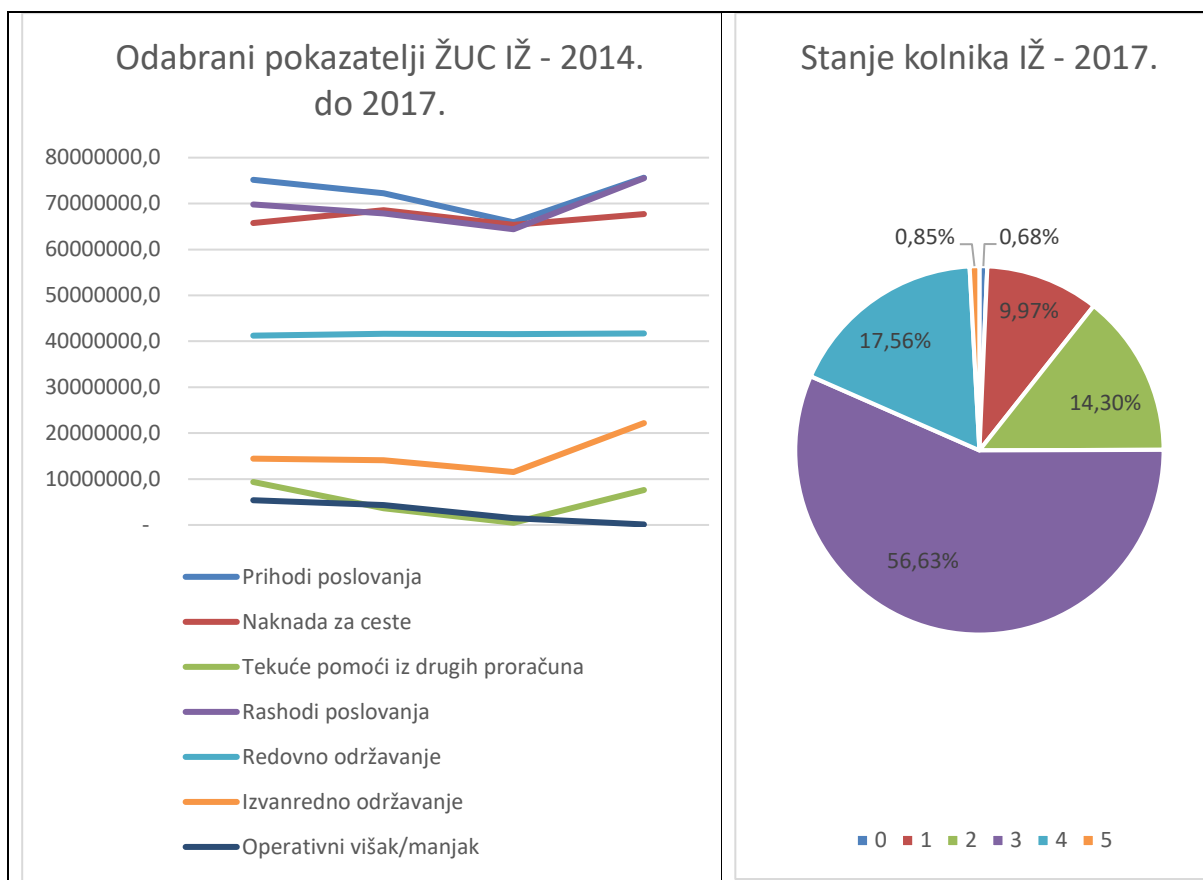 Odabrani pokazatelji ŽUC IŽ - 2014.
do 2017.
80000000,0
70000000,0
60000000,0
50000000,0
40000000,0
30000000,0
20000000,0
10000000,0
-
Prihodi poslovanja
Naknada za ceste
Tekuće pomoći iz drugih proračuna
Rashodi poslovanja
Redovno održavanje
Izvanredno održavanje
Operativni višak/manjak
Stanje kolnika IŽ - 2017.
0,85%
0,68%
9,97%
17,56%
14,30%
56,63%
0 1 2 3 4 5